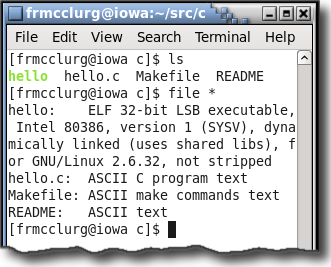 frmcclurg@iowa:~/src/c
File Edit View Search Terminal Help
[frmcclurg@iowa c]$ ls
hello  hello.c  Makefile  README
[frmcclurg@iowa c]$ file *
hello:    ELF 32-bit LSB executable,
 Intel 80386, version 1 (SYSV), dyna
mically linked (uses shared libs), f
or GNU/Linux 2.6.32, not stripped
hello.c:  ASCII C program text
Makefile: ASCII make commands text
README:   ASCII text
[frmcclurg@iowa c]$